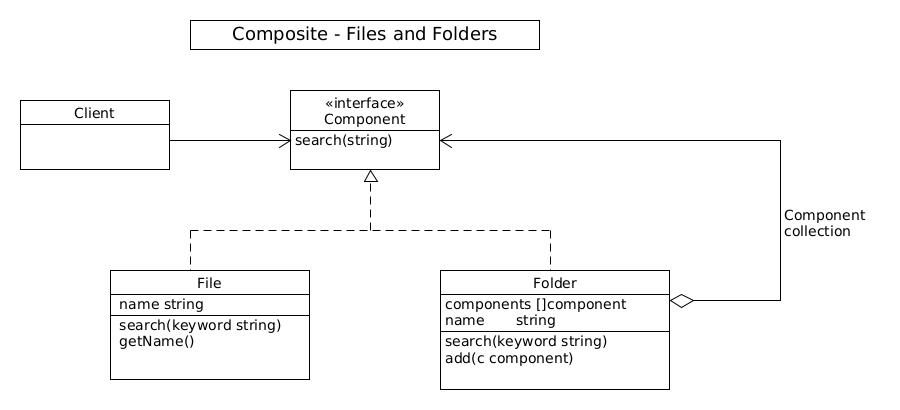 Composite - Files and Folders
Client
«interface»
Component
search(string)
Component
collection
File
name string
search(keyword string)
getName()
Folder
components []component
name string
search(keyword string)
add(c component)